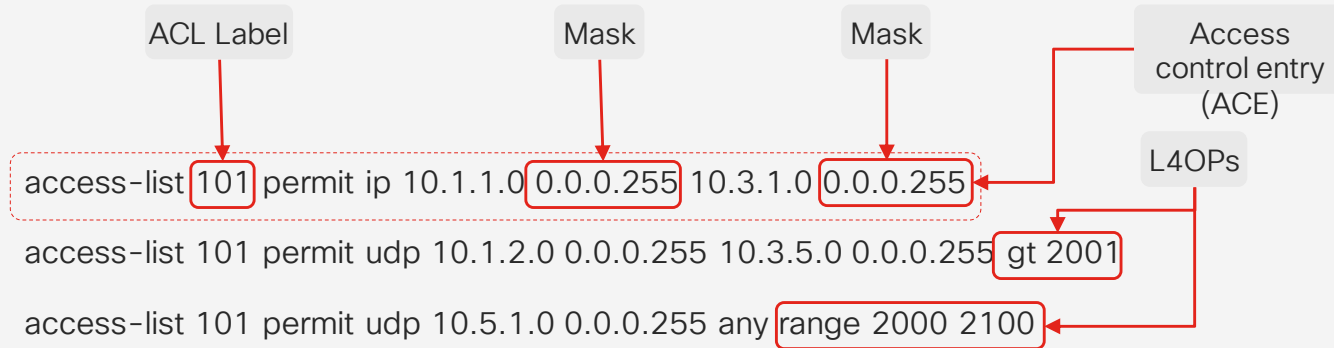 ACL Label
Mask
Mask
Access
control entry
(ACE)
L4OPs
access-list 101 permit ip 10.1.1.0 0.0.0.255 10.3.1.0 0.0.0.255
access-list 101 permit udp 10.1.2.0 0.0.0.255 10.3.5.0 0.0.0.255 gt 2001
access-list 101 permit udp 10.5.1.0 0.0.0.255 any range 2000 2100